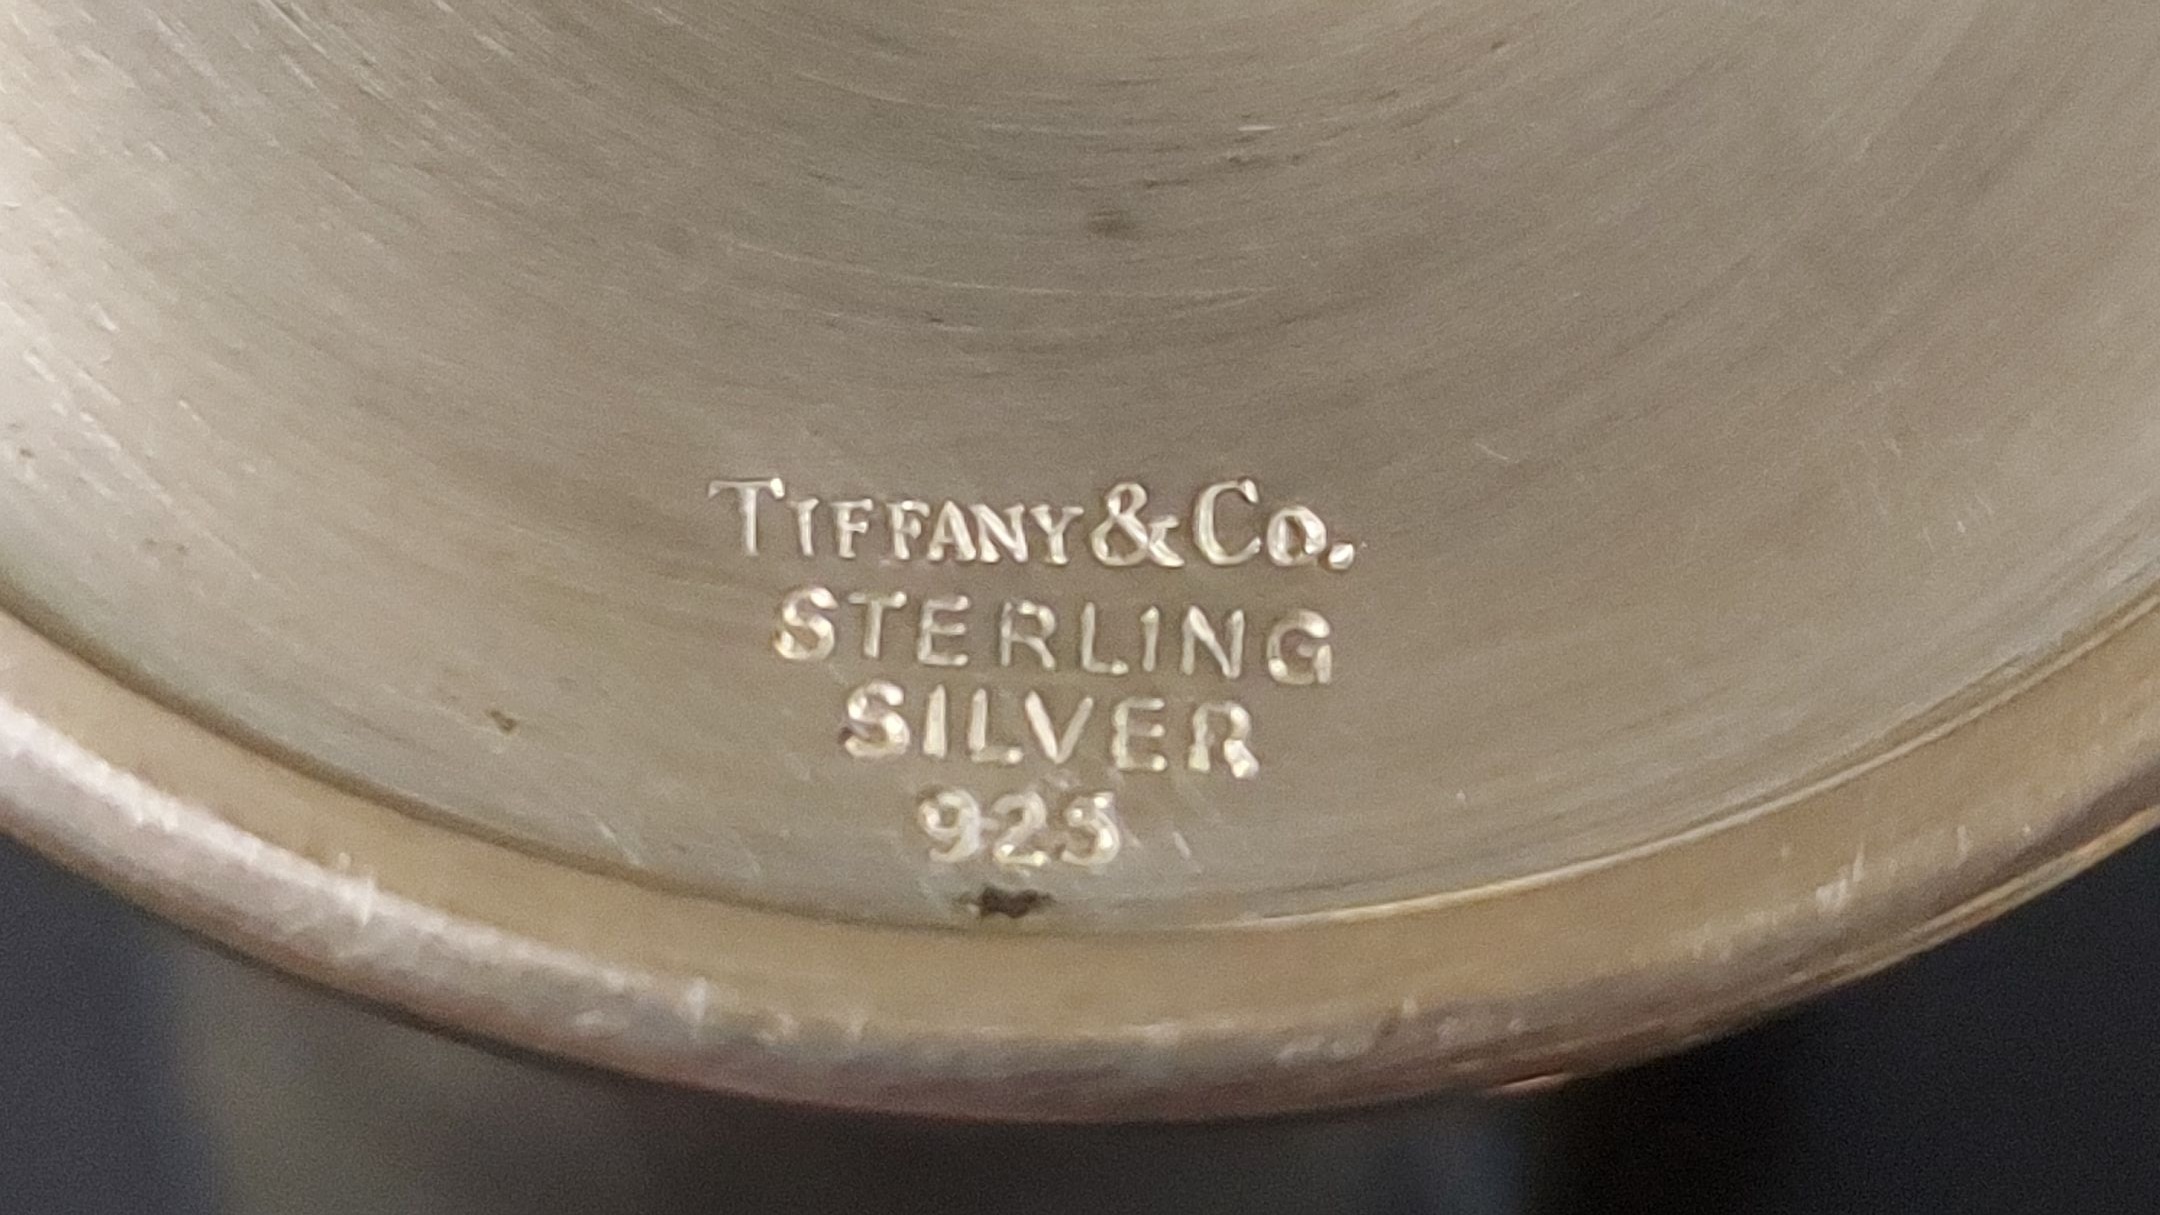 TIFFANY&CO.
STERLING
SILVER
925